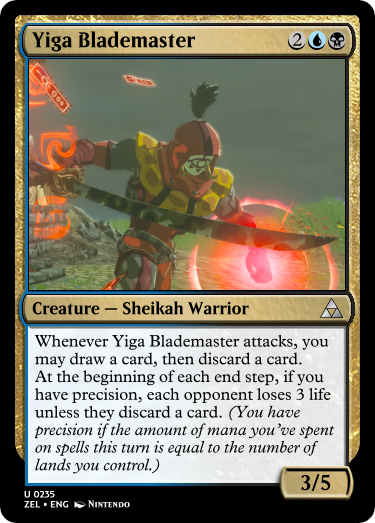 Yiga Blademaster 2
Creature — Sheikah Warrior
Whenever Yiga Blademaster attacks, you
may draw a card, then discard a card.
At the beginning of each end step, if you
have precision, each opponent loses 3 life
unless they discard a card. (You have
precision if the amount of mana you've spent
on spells this turn is equal to the number of
lands you control.)
3/5
U 0235
ZEL • ENG Nintendo